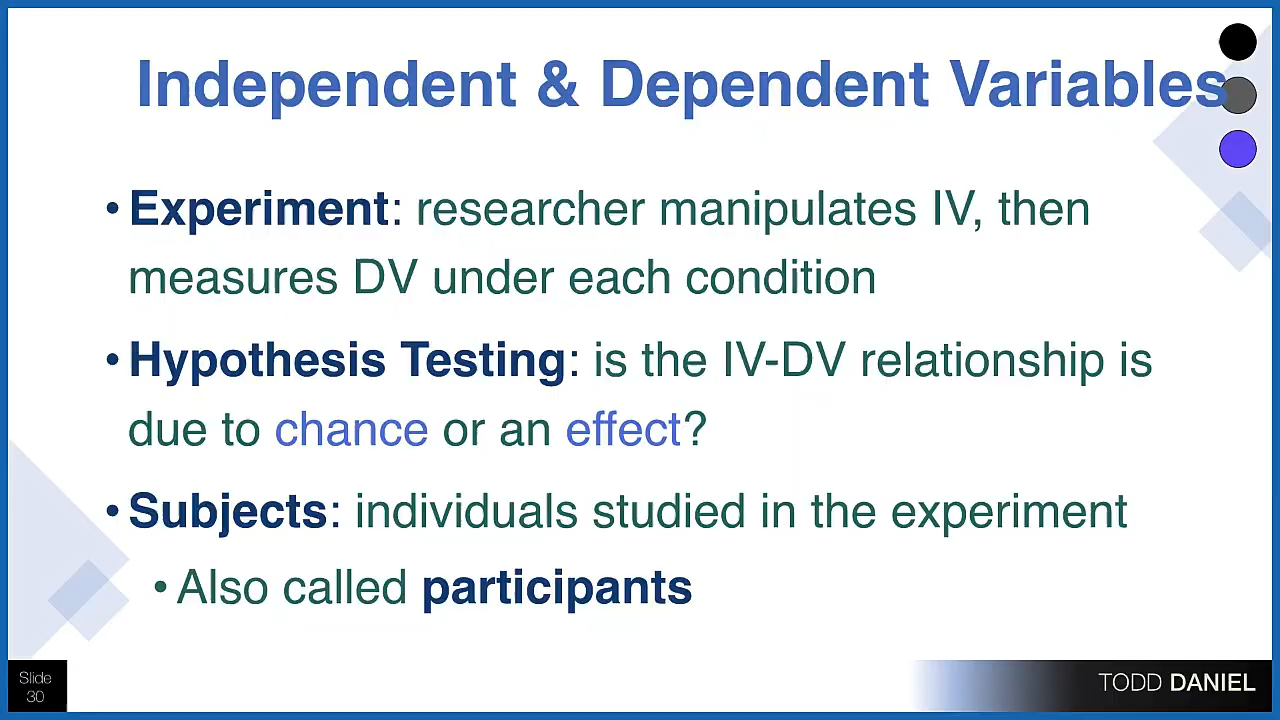 Independent & Dependent Variables
• Experiment: researcher manipulates IV, then
measures DV under each condition
• Hypothesis Testing: is the IV-DV relationship is
due to chance or an effect?
• Subjects: individuals studied in the experiment
• Also called participants
Slide
30
TODD DANIEL